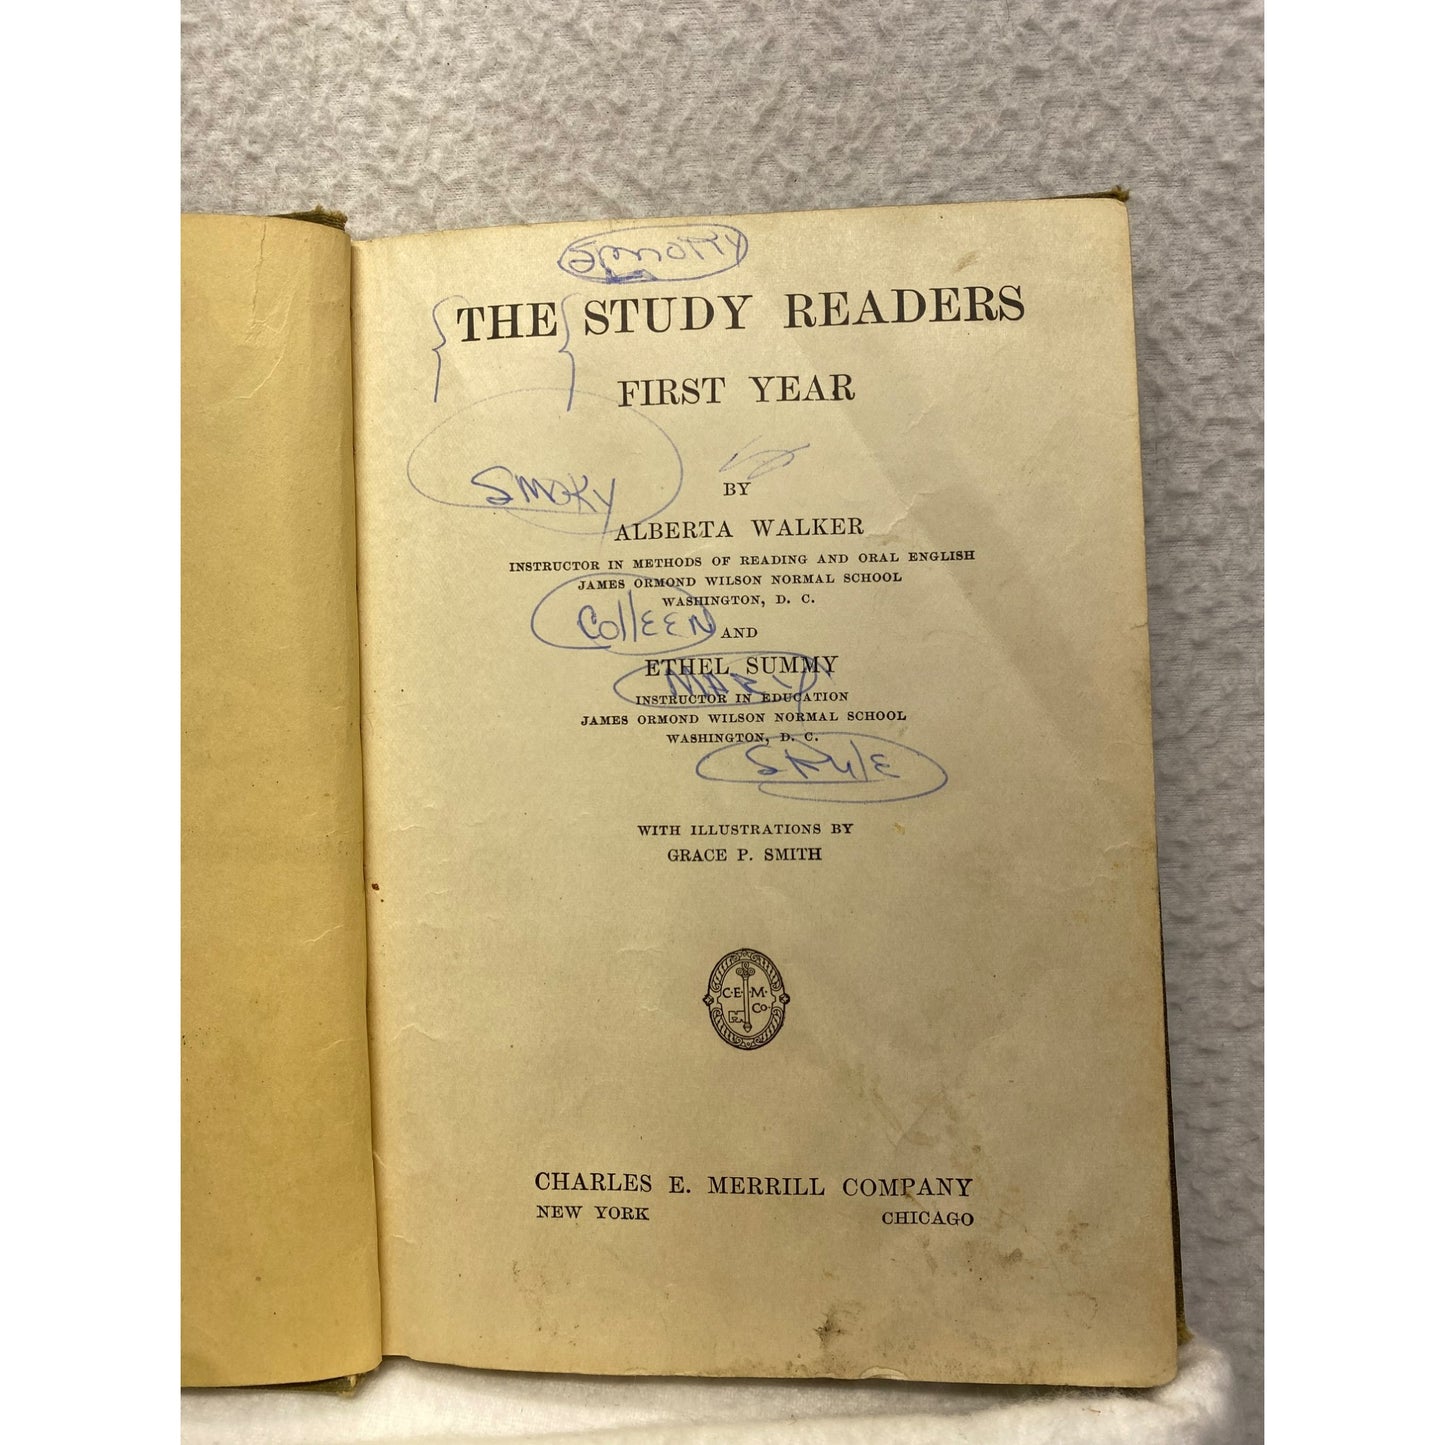 THE STUDY READERS
FIRST YEAR
SMOKY
BY
ALBERTA WALKER
INSTRUCTOR IN METHODS OF READING AND ORAL ENGLISH
JAMES ORMOND WILSON NORMAL SCHOOL
WASHINGTON, D. C.
CollEEN
AND
ETHEL SUMMY
MARY
INSTRUCTOR IN EDUCATION
JAMES ORMOND WILSON NORMAL SCHOOL
WASHINGTON, D. C.
WITH ILLUSTRATIONS BY
GRACE P. SMITH
C·E·M·
Co
CHARLES E. MERRILL COMPANY
NEW YORK CHICAGO